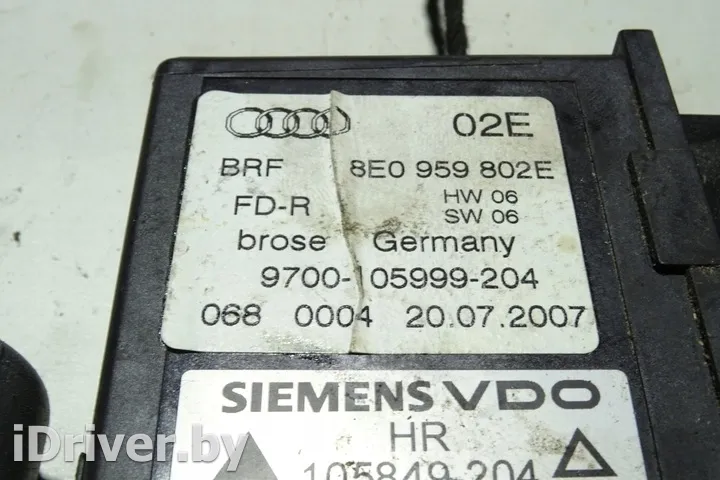 02E
BRF 8E0 959 802E
FD-R HW 06
SW 06
brose Germany
9700-105999-204
068 0004 20.07.2007
SIEMENS VDO
HR
105849-204
iDriver.by